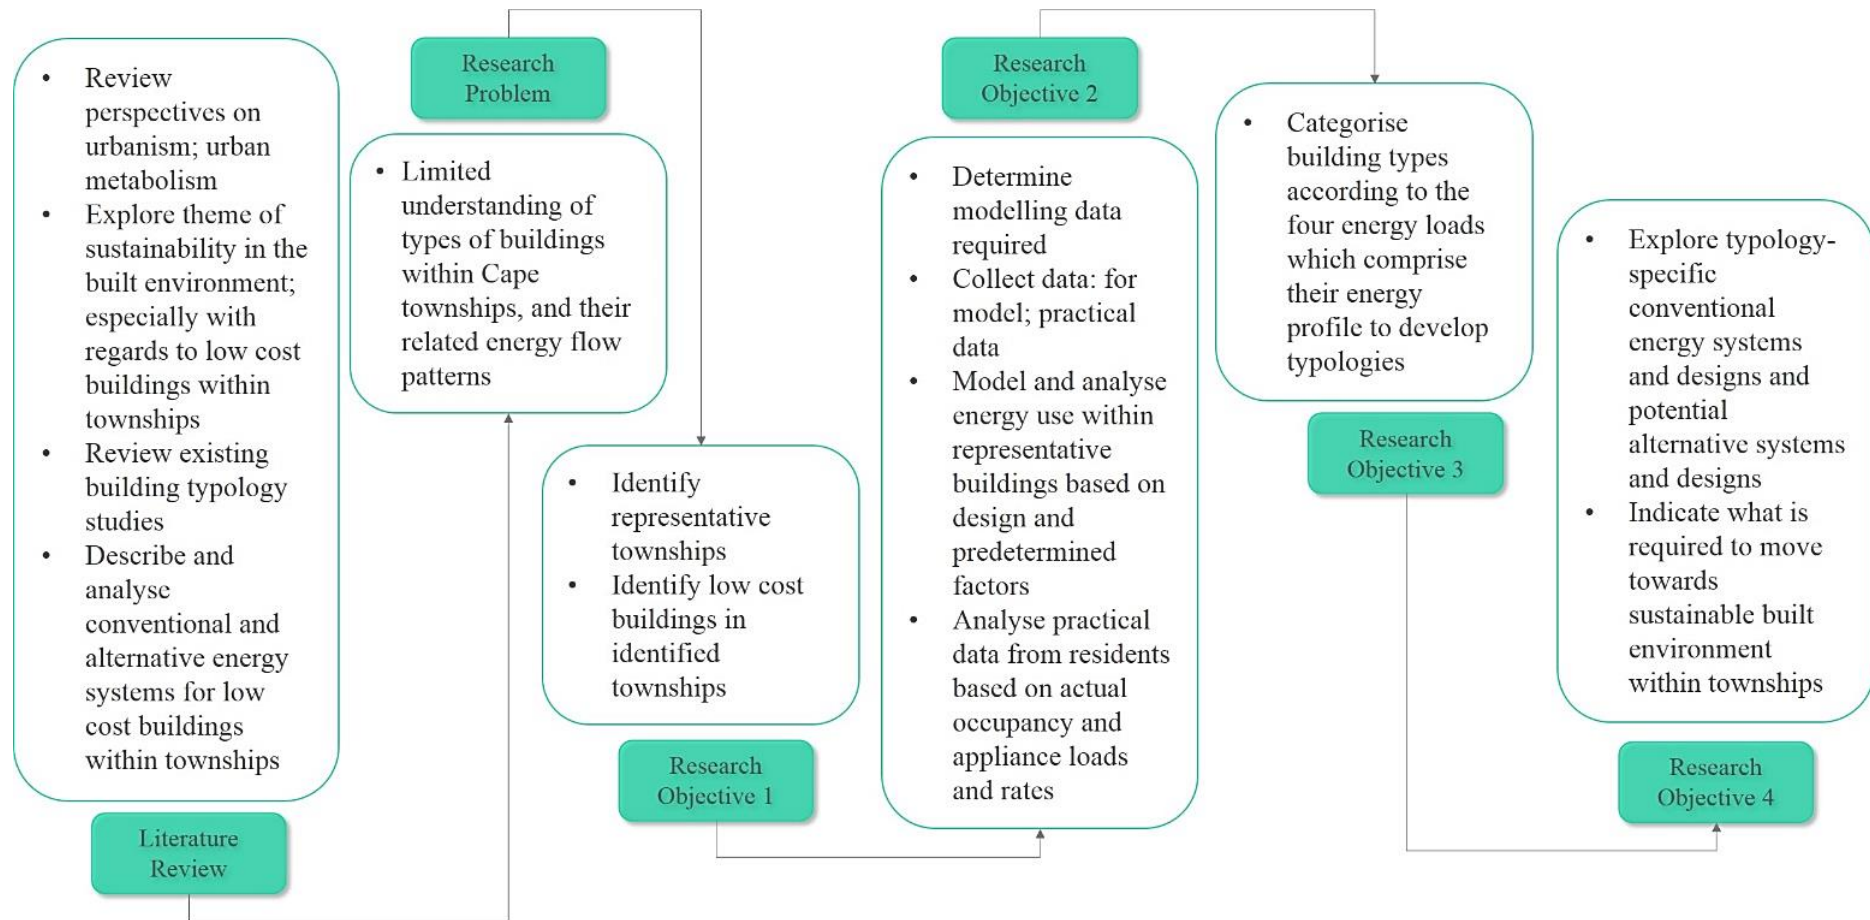 • Review
perspectives on
urbanism; urban
metabolism
• Explore theme of
sustainability in the
built environment;
especially with
regards to low cost
buildings within
townships
• Review existing
building typology
studies
• Describe and
analyse
conventional and
alternative energy
systems for low
cost buildings
within townships
Literature
Review
Research
Problem
• Limited
understanding of
types of buildings
within Cape
townships, and their
related energy flow
patterns
• Identify
representative
townships
• Identify low cost
buildings in
identified
townships
Research
Objective 1
Research
Objective 2
• Determine
modelling data
required
• Collect data: for
model; practical
data
• Model and analyse
energy use within
representative
buildings based on
design and
predetermined
factors
• Analyse practical
data from residents
based on actual
occupancy and
appliance loads
and rates
• Categorise
building types
according to the
four energy loads
which comprise
their energy
profile to develop
typologies
Research
Objective 3
• Explore typology-
specific
conventional
energy systems
and designs and
potential
alternative systems
and designs
• Indicate what is
required to move
towards
sustainable built
environment
within townships
Research
Objective 4